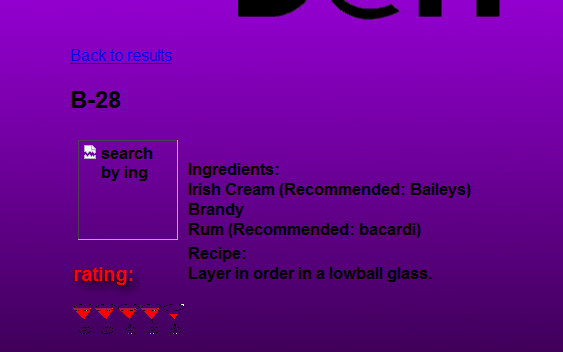 Back to results
B-28
search
by ing
Ingredients:
Irish Cream (Recommended: Baileys)
Brandy
Rum (Recommended: bacardi)
Recipe:
Layer in order in a lowball glass.
rating: